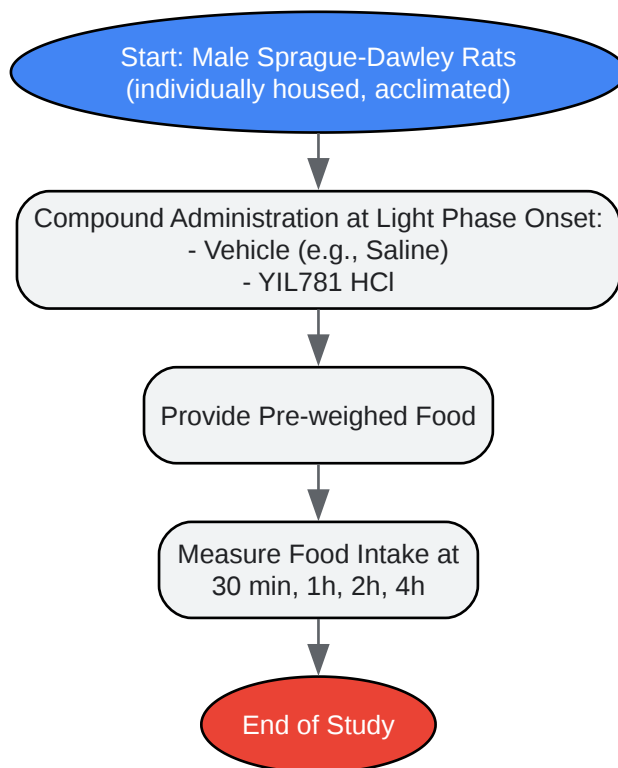 Start: Male Sprague-Dawley Rats
(individually housed, acclimated)
Compound Administration at Light Phase Onset:
- Vehicle (e.g., Saline)
- YIL781 HCl
Provide Pre-weighed Food
Measure Food Intake at
30 min, 1h, 2h, 4h
End of Study